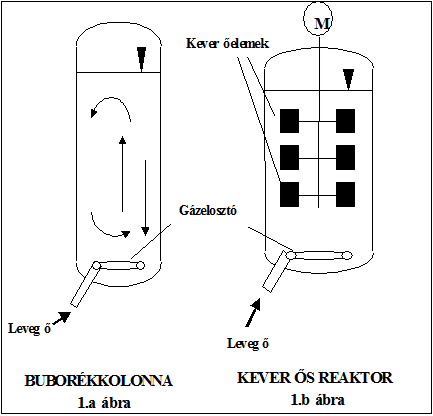 M
Kever őelemek
Gázelosztó
Leveg ő
Leveg ő
BUBORÉKKOLONNA
1.a ábra
KEVER ŐS REAKTOR
1.b ábra